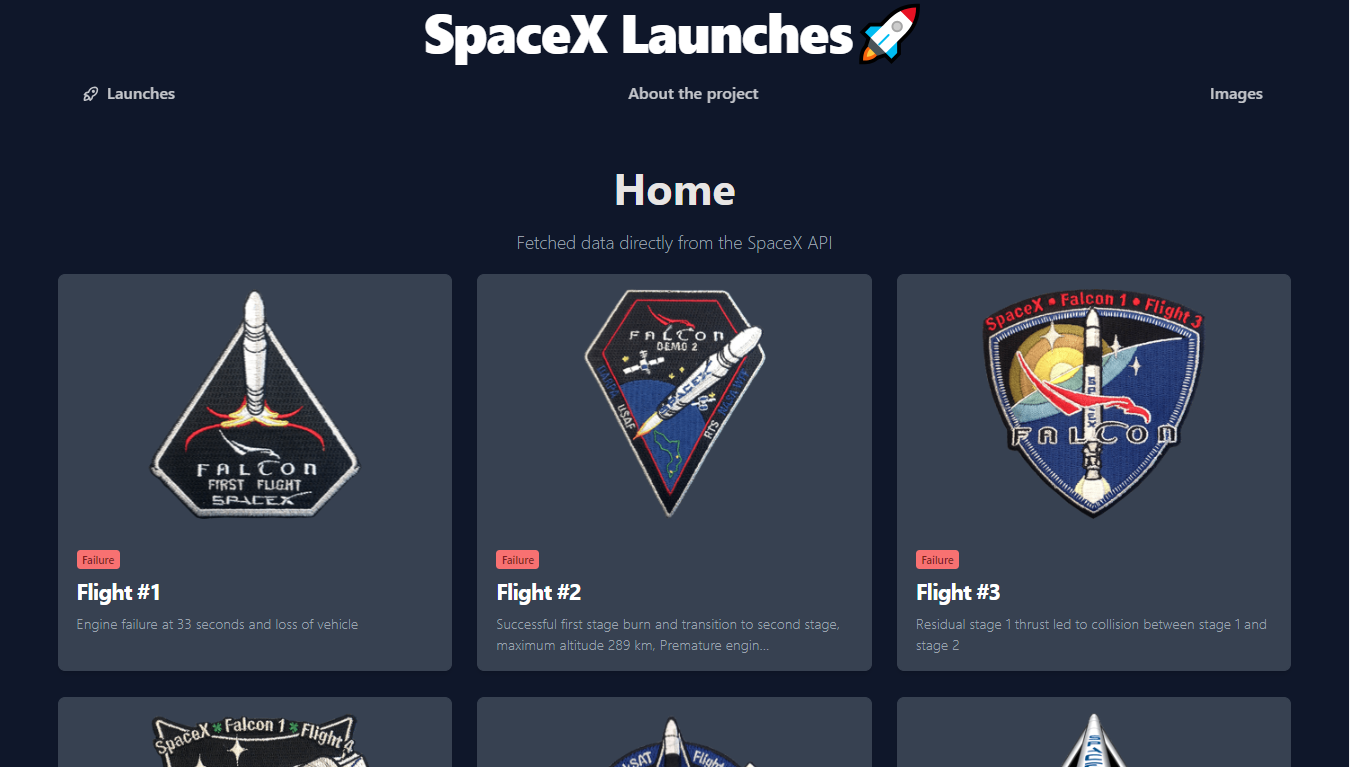 SpaceX Launches
Launches
About the project
Images
Home
Fetched data directly from the SpaceX API
FALCON
FIRST FLIGHT
SPACEX
Failure
Flight #1
Engine failure at 33 seconds and loss of vehicle
FALCON
DEMO 2
SPACEX
USAF
RTS
Failure
Flight #2
Successful first stage burn and transition to second stage,
maximum altitude 289 km, Premature engin...
SpaceX • Falcon 1 • Flight 3
SPACEX
FALCON
Failure
Flight #3
Residual stage 1 thrust led to collision between stage 1 and
stage 2
SpaceX Falcon 1 Flight 4
Flight